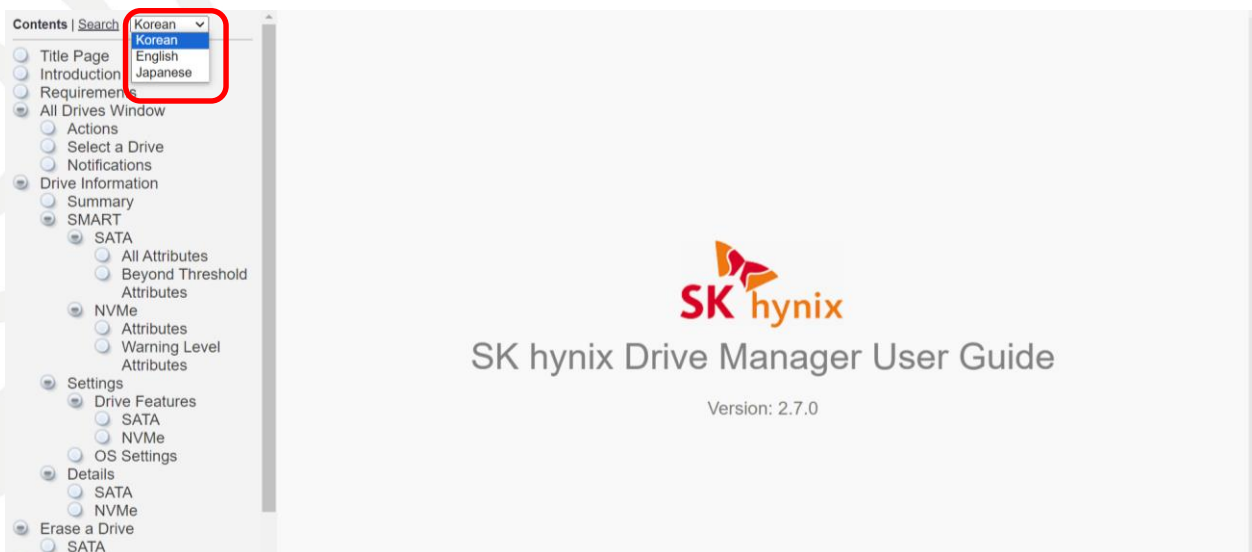 Contents | Search | Korean
Korean
English
Japanese
Title Page
Introduction
Requirements
All Drives Window
Actions
Select a Drive
Notifications
Drive Information
Summary
SMART
SATA
All Attributes
Beyond Threshold
Attributes
NVMe
Attributes
Warning Level
Attributes
Settings
Drive Features
SATA
NVMe
OS Settings
Details
SATA
NVMe
Erase a Drive
SATA
SK hynix
SK hynix Drive Manager User Guide
Version: 2.7.0